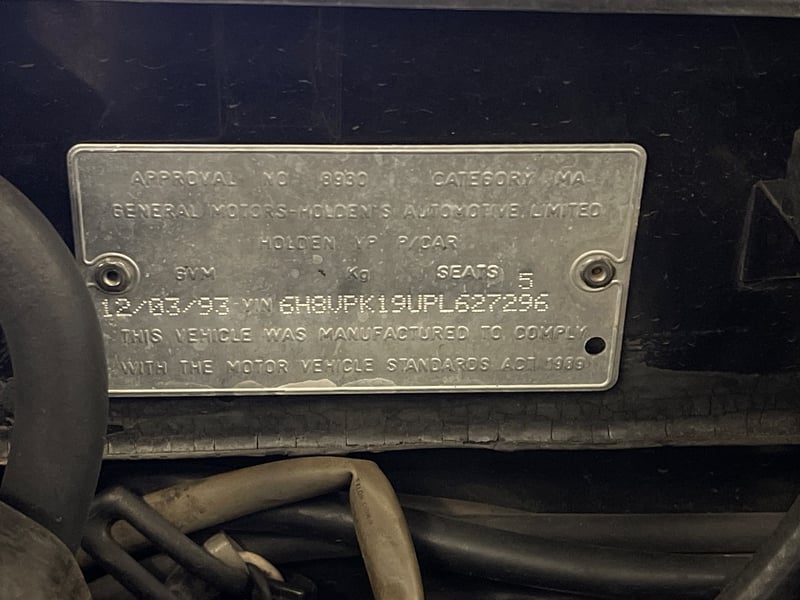 APPROVAL NO 8930 CATEGORY MA
GENERAL MOTORS-HOLDEN'S AUTOMOTIVE LIMITED
HOLDEN VP P/CAR
GVM Kg SEATS 5
12/03/93 VIN 6H8VPK19UPL627296
THIS VEHICLE WAS MANUFACTURED TO COMPLY
WITH THE MOTOR VEHICLE STANDARDS ACT 1989